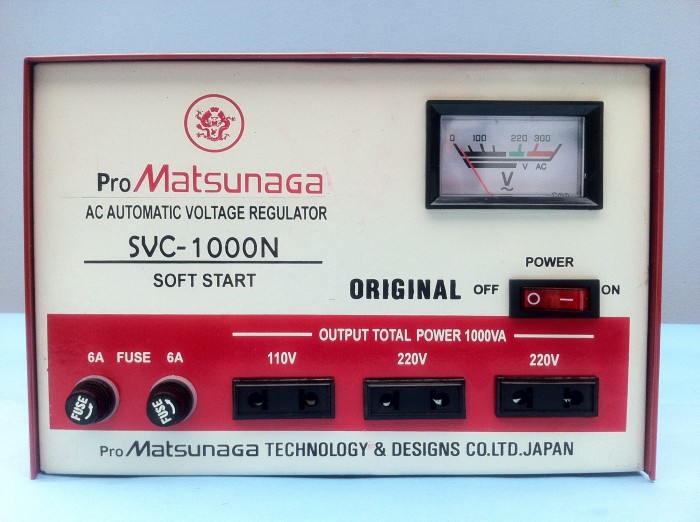 Pro Matsunaga
AC AUTOMATIC VOLTAGE REGULATOR
SVC-1000N
SOFT START
0 100 220 300
V AC
V
POWER
ORIGINAL OFF ON
OUTPUT TOTAL POWER 1000VA
6A FUSE 6A 110V 220V 220V
FUSE FUSE
Pro Matsunaga TECHNOLOGY & DESIGNS CO.LTD.JAPAN